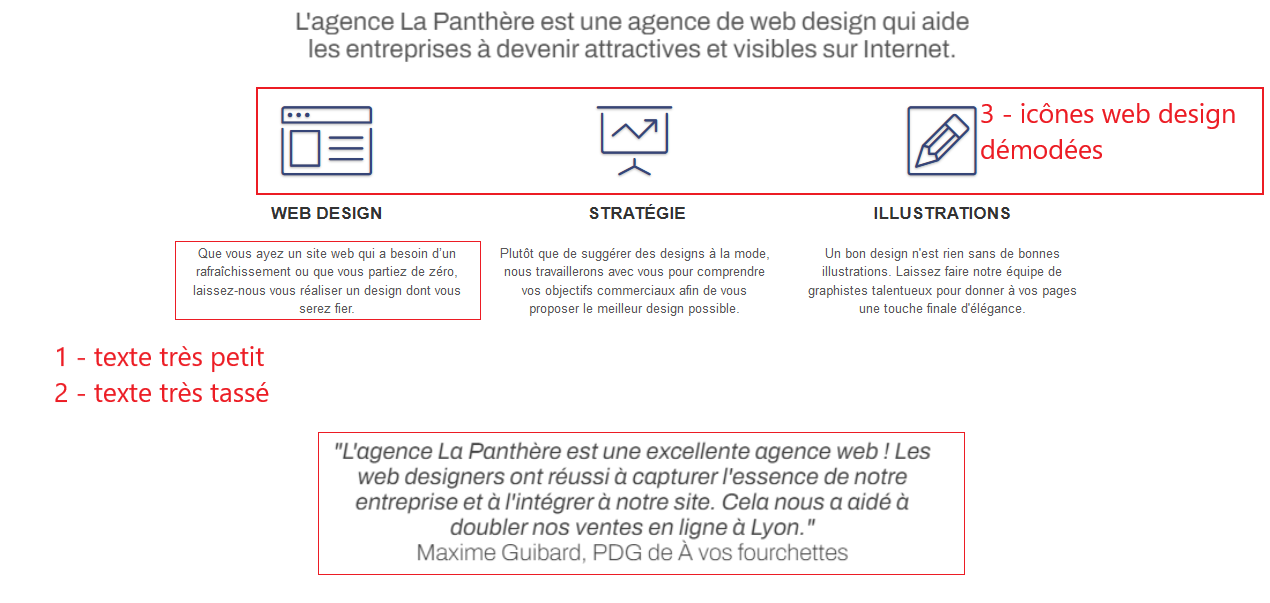 L'agence La Panthère est une agence de web design qui aide
les entreprises à devenir attractives et visibles sur Internet.
3 - icônes web design
démodées
WEB DESIGN
STRATÉGIE
ILLUSTRATIONS
Que vous ayez un site web qui a besoin d'un
rafraîchissement ou que vous partiez de zéro,
laissez-nous vous réaliser un design dont vous
serez fier.
Plutôt que de suggérer des designs à la mode,
nous travaillerons avec vous pour comprendre
vos objectifs commerciaux afin de vous
proposer le meilleur design possible.
Un bon design n'est rien sans de bonnes
illustrations. Laissez faire notre équipe de
graphistes talentueux pour donner à vos pages
une touche finale d'élégance.
1 - texte très petit
2 - texte très tassé
"L'agence La Panthère est une excellente agence web ! Les
web designers ont réussi à capturer l'essence de notre
entreprise et à l'intégrer à notre site. Cela nous a aidé à
doubler nos ventes en ligne à Lyon."
Maxime Guibard, PDG de À vos fourchettes